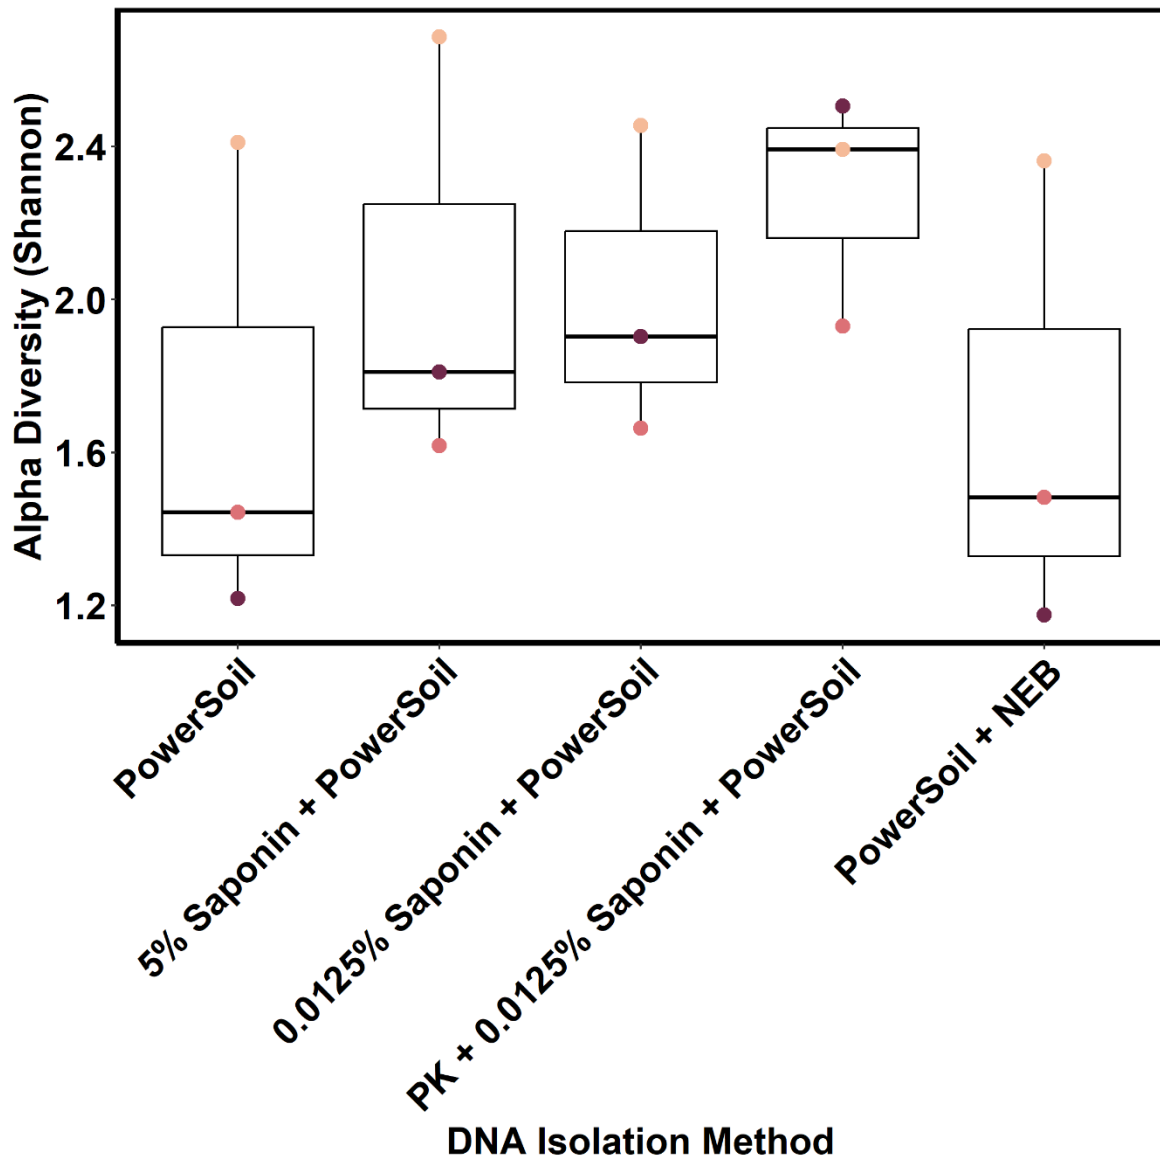 Alpha Diversity (Shannon)
2.4
2.0
1.6
1.2
PowerSoil
5% Saponin + PowerSoil
0.0125% Saponin + PowerSoil
PK + 0.0125% Saponin + PowerSoil
PowerSoil + NEB
DNA Isolation Method